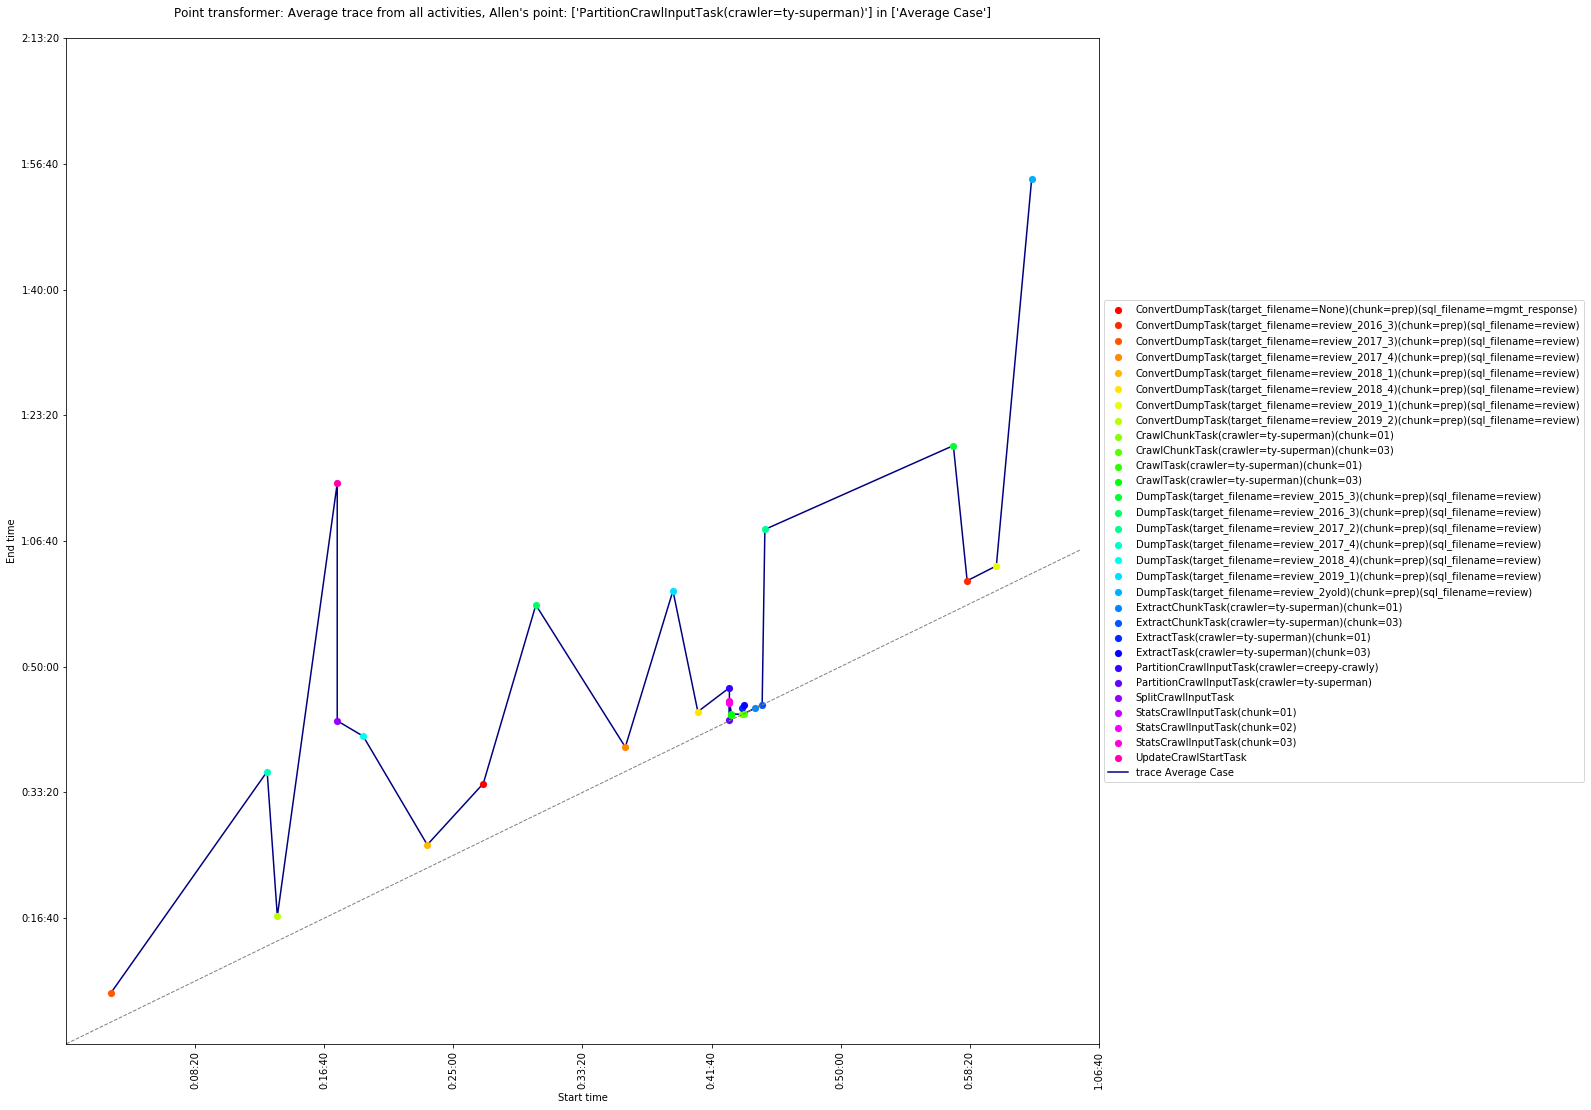 Point transformer: Average trace from all activities, Allen's point: ['PartitionCrawlInputTask(crawler=ty-superman)'] in ['Average Case']
2:13:20
1:56:40
1:40:00
1:23:20
1:06:40
0:50:00
0:33:20
0:16:40
End time
0:08:20
0:16:40
0:25:00
0:33:20
0:41:40
0:50:00
0:58:20
1:06:40
Start time
ConvertDumpTask(target_filename=None)(chunk=prep)(sql_filename=mgmt_response)
ConvertDumpTask(target_filename=review_2016_3)(chunk=prep)(sql_filename=review)
ConvertDumpTask(target_filename=review_2017_3)(chunk=prep)(sql_filename=review)
ConvertDumpTask(target_filename=review_2017_4)(chunk=prep)(sql_filename=review)
ConvertDumpTask(target_filename=review_2018_1)(chunk=prep)(sql_filename=review)
ConvertDumpTask(target_filename=review_2018_4)(chunk=prep)(sql_filename=review)
ConvertDumpTask(target_filename=review_2019_1)(chunk=prep)(sql_filename=review)
ConvertDumpTask(target_filename=review_2019_2)(chunk=prep)(sql_filename=review)
CrawlChunkTask(crawler=ty-superman)(chunk=01)
CrawlChunkTask(crawler=ty-superman)(chunk=03)
CrawlTask(crawler=ty-superman)(chunk=01)
CrawlTask(crawler=ty-superman)(chunk=03)
DumpTask(target_filename=review_2015_3)(chunk=prep)(sql_filename=review)
DumpTask(target_filename=review_2016_3)(chunk=prep)(sql_filename=review)
DumpTask(target_filename=review_2017_2)(chunk=prep)(sql_filename=review)
DumpTask(target_filename=review_2017_4)(chunk=prep)(sql_filename=review)
DumpTask(target_filename=review_2018_4)(chunk=prep)(sql_filename=review)
DumpTask(target_filename=review_2019_1)(chunk=prep)(sql_filename=review)
DumpTask(target_filename=review_2yold)(chunk=prep)(sql_filename=review)
ExtractChunkTask(crawler=ty-superman)(chunk=01)
ExtractChunkTask(crawler=ty-superman)(chunk=03)
ExtractTask(crawler=ty-superman)(chunk=01)
ExtractTask(crawler=ty-superman)(chunk=03)
PartitionCrawlInputTask(crawler=creepy-crawly)
PartitionCrawlInputTask(crawler=ty-superman)
SplitCrawlInputTask
StatsCrawlInputTask(chunk=01)
StatsCrawlInputTask(chunk=02)
StatsCrawlInputTask(chunk=03)
UpdateCrawlStartTask
trace Average Case